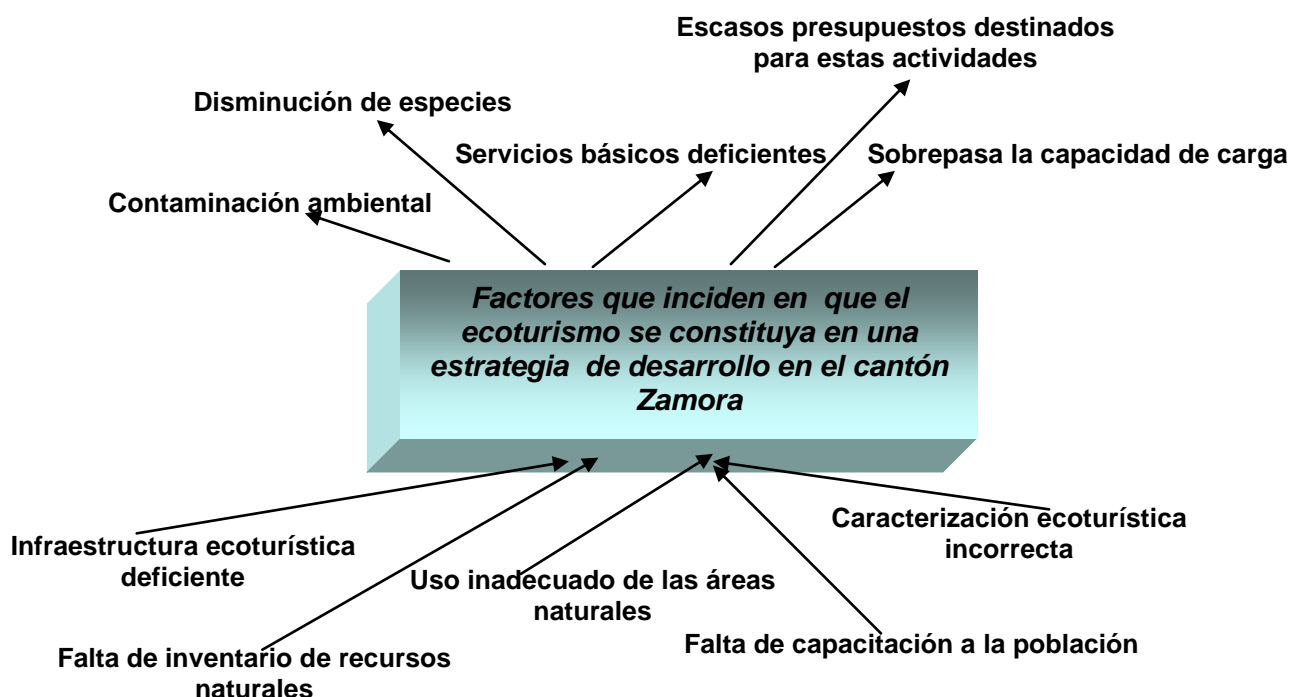 Escasos presupuestos destinados
para estas actividades
Disminución de especies
Servicios básicos deficientes
Sobrepasa la capacidad de carga
Contaminación ambiental
Factores que inciden en que el
ecoturismo se constituya en una
estrategia de desarrollo en el cantón
Zamora
Infraestructura ecoturística
deficiente
Caracterización ecoturística
incorrecta
Uso inadecuado de las áreas
naturales
Falta de inventario de recursos
naturales
Falta de capacitación a la población